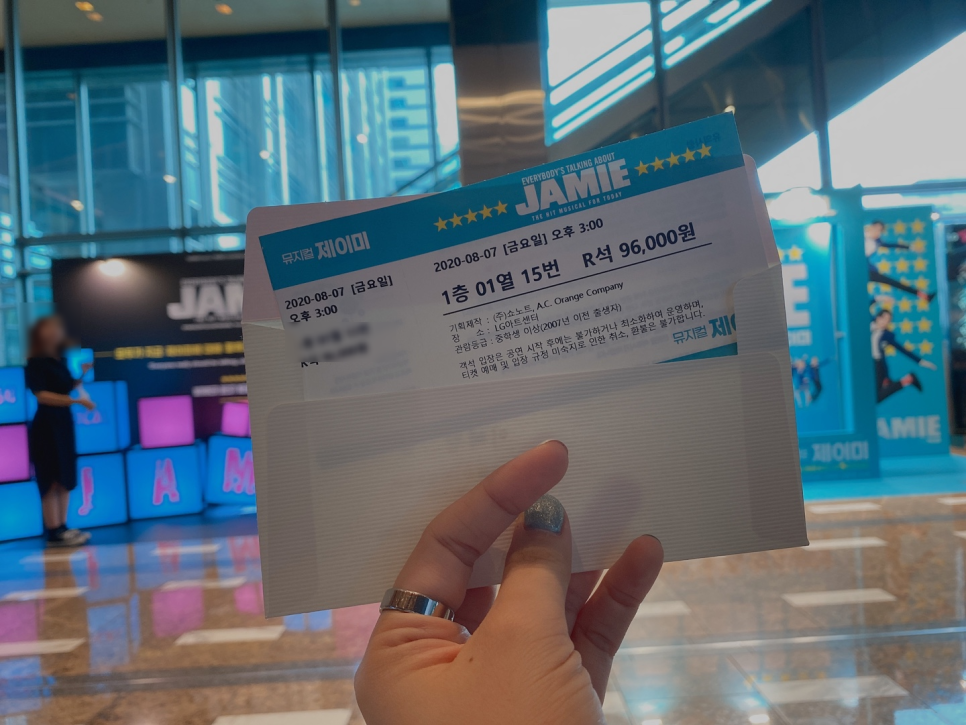 EVERYBODY'S TALKING ABOUT
JAMIE
THE HIT MUSICAL FOR TODAY
뮤지컬 제이미
2020-08-07 [금요일]
오후 3:00
2020-08-07 [금요일] 오후 3:00
1층 01열 15번 R석 96,000원
기획제작 : (주)쇼노트, A.C. Orange Company
장 소 : LG아트센터
관람등급 : 중학생 이상(2007년 이전 출생자)
객석 입장은 공연 시작 후에는 불가하거나 최소화하여 운영하며,
티켓 예매 및 입장 규정 미숙지로 인한 취소, 환불은 불가합니다.
뮤지컬 제이
JAM
J A M
제이미
JAMIE